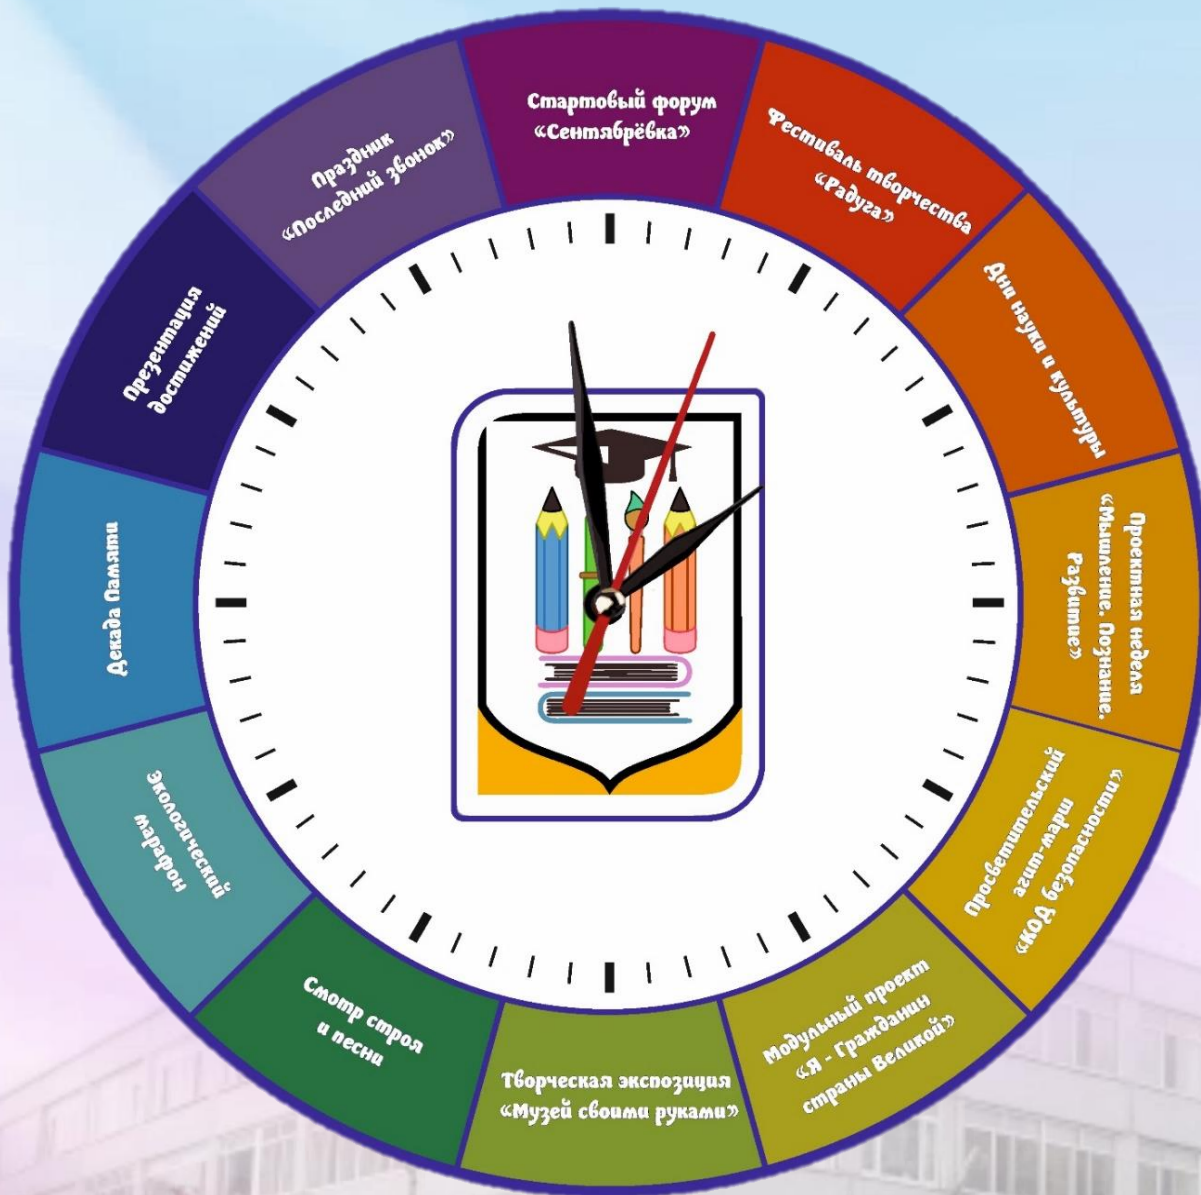 Стартовый форум
«Сентябрёвка»
Фестиваль творчества
«Радуга»
Дни науки и культуры
Проектная неделя
«Мышление. Познание.
Развитие»
Просветительский
агит-марш
«КОД безопасности»
Модульный проект
«Я - Гражданин
страны Великой»
Творческая экспозиция
«Музей своими руками»
Смотр строя
и песни
Экологический
марафон
Декада Памяти
Презентация
достижений
Праздник
«Последний звонок»